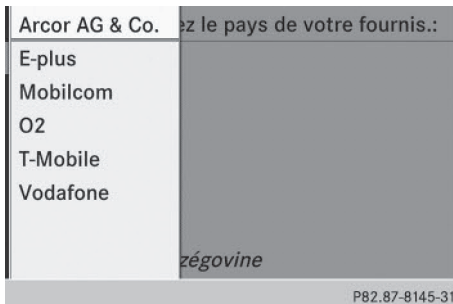 Arcor AG & Co. ez le pays de votre fournis.:
E-plus
Mobilcom
O2
T-Mobile
Vodafone
zégovine
P82.87-8145-31